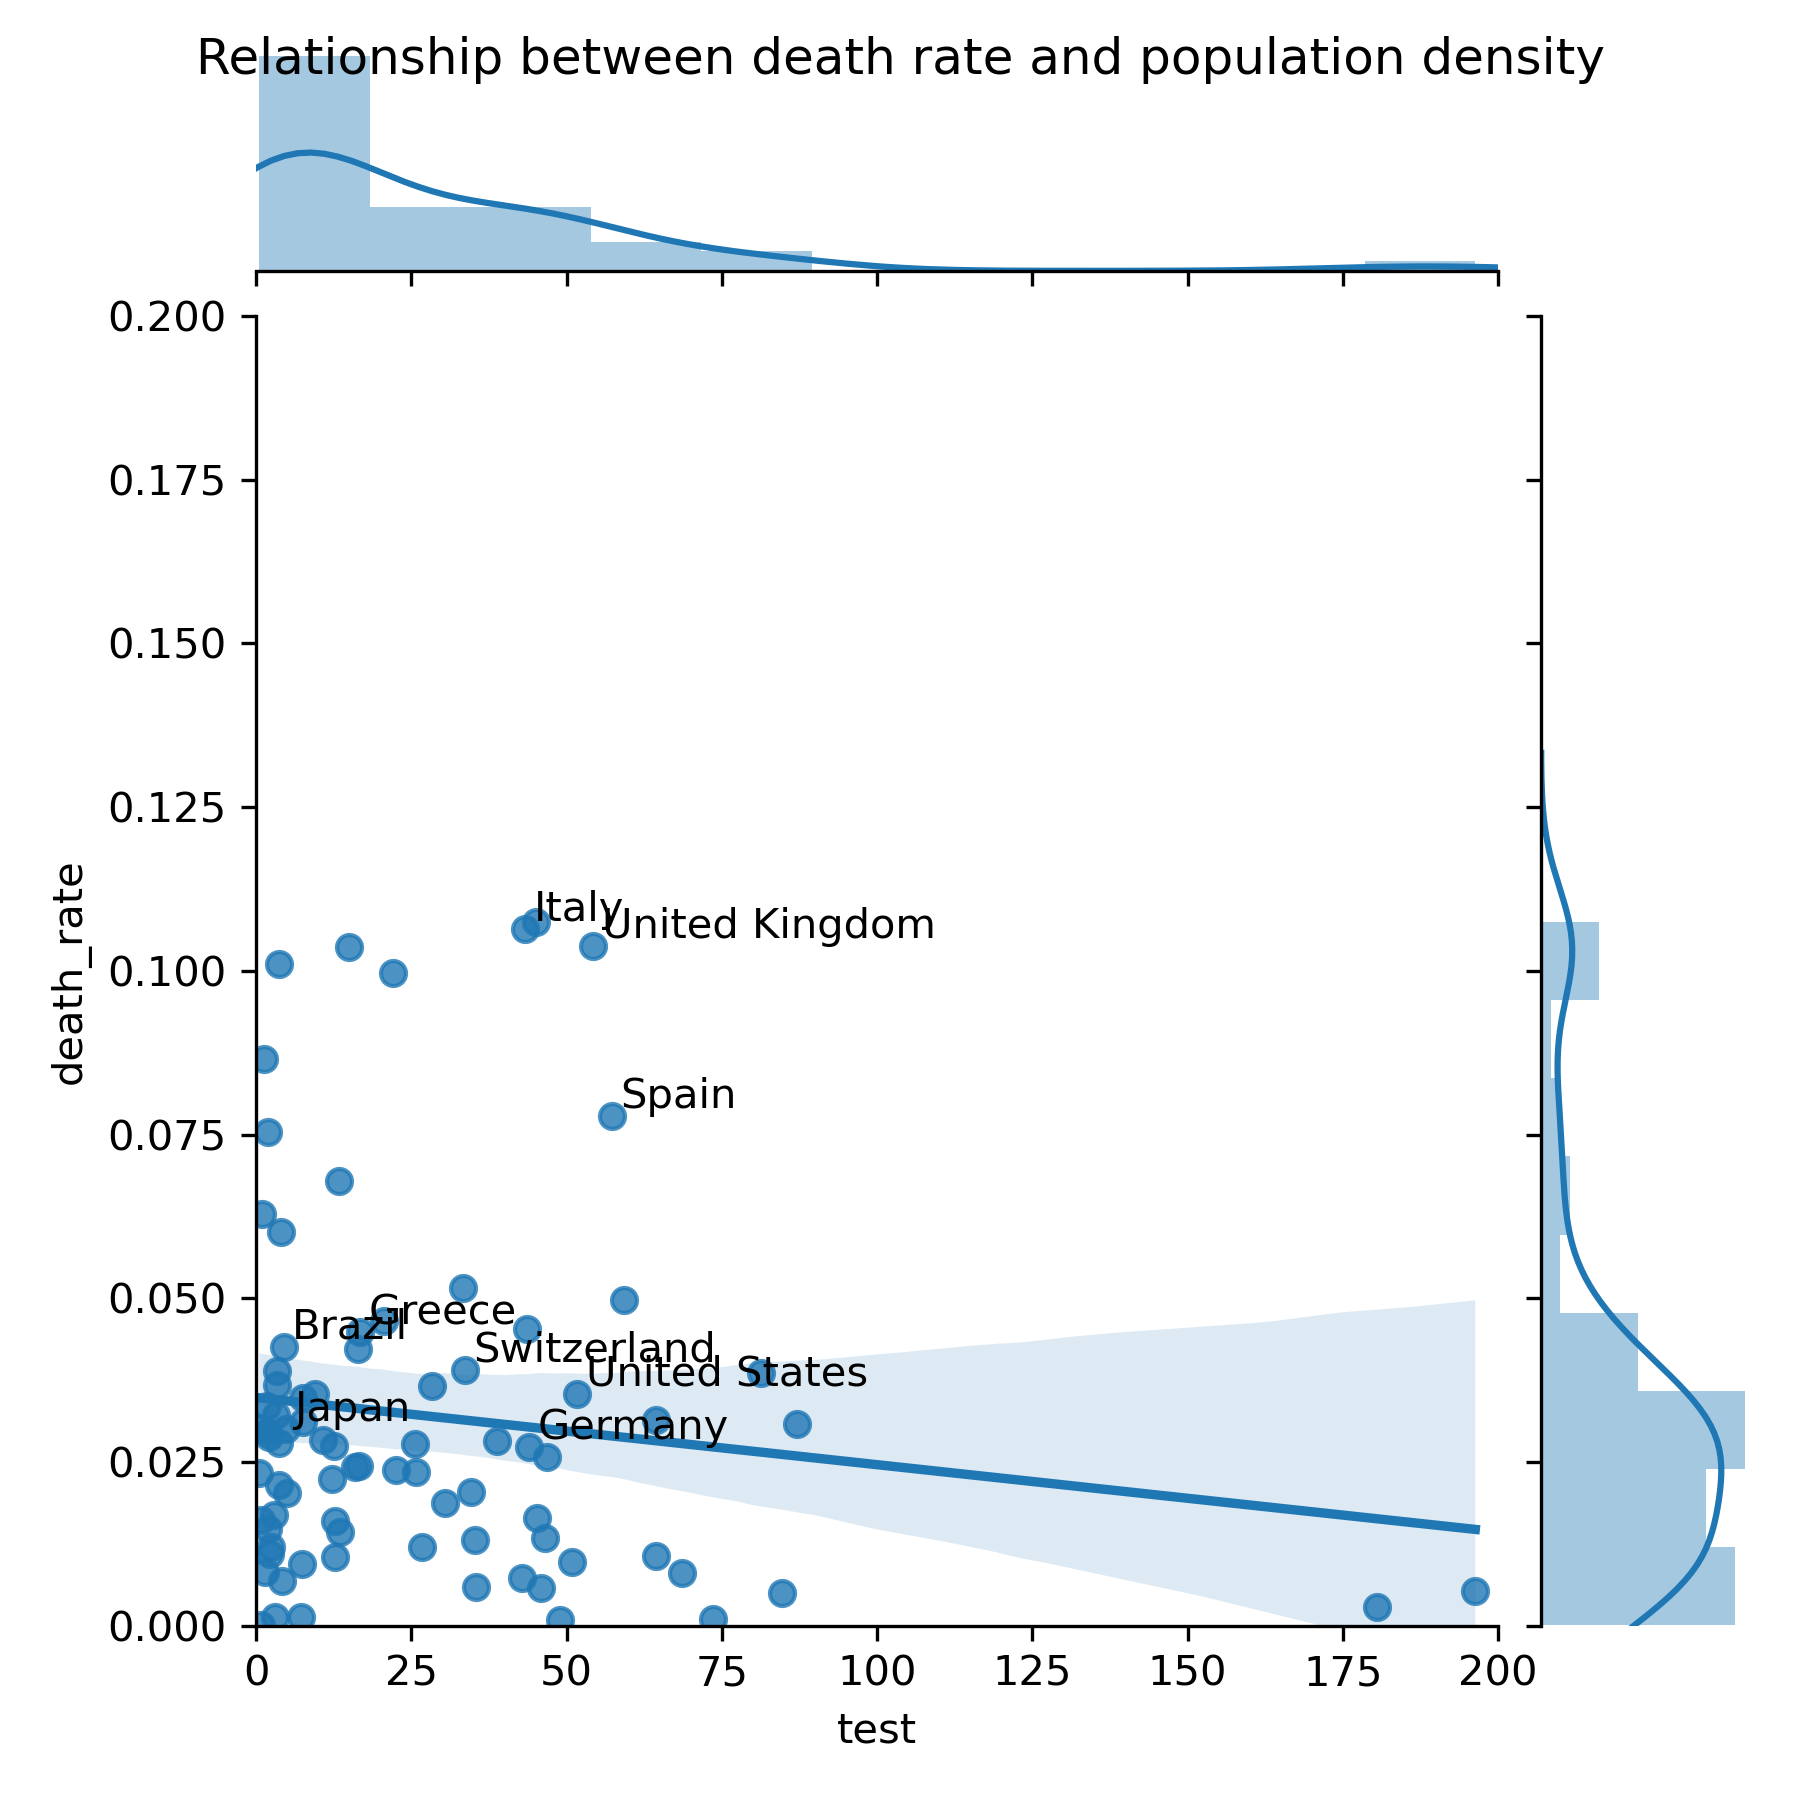 Relationship between death rate and population density
0.200
0.175
0.150
0.125
0.100
0.075
0.050
0.025
0.000
death_rate
Italy
United Kingdom
Spain
Greece
Brazil
Switzerland
United States
Japan
Germany
0 25 50 75 100 125 150 175 200
test